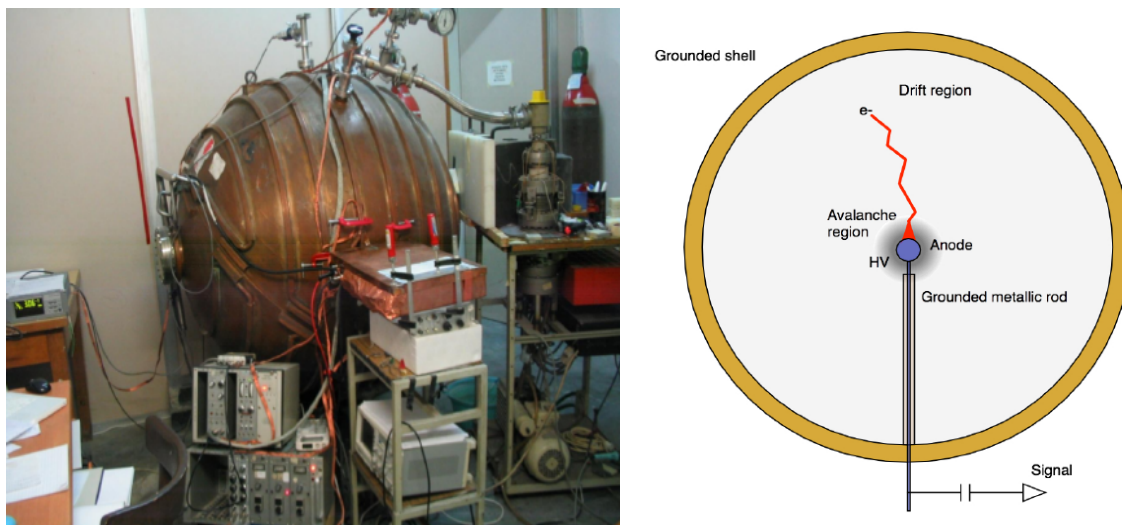 Grounded shell
Drift region
e-
Avalanche
region
Anode
HV
Grounded metallic rod
Signal